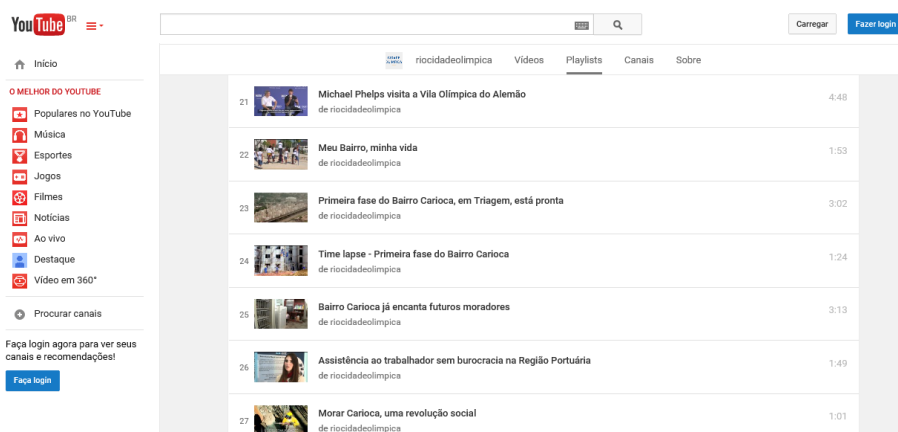 YouTube BR
Carregar
Fazer login
Início
O MELHOR DO YOUTUBE
Populares no YouTube
Música
Esportes
Jogos
Filmes
Notícias
Ao vivo
Destaque
Vídeo em 360°
Procurar canais
Faça login agora para ver seus
canais e recomendações!
Faça login
riocidadeolimpica Vídeos Playlists Canais Sobre
21 Michael Phelps visita a Vila Olímpica do Alemão 4:48
de riocidadeolimpica
22 Meu Bairro, minha vida 1:53
de riocidadeolimpica
23 Primeira fase do Bairro Carioca, em Triagem, está pronta 3:02
de riocidadeolimpica
24 Time lapse - Primeira fase do Bairro Carioca 1:24
de riocidadeolimpica
25 Bairro Carioca já encanta futuros moradores 3:13
de riocidadeolimpica
26 Assistência ao trabalhador sem burocracia na Região Portuária 1:49
de riocidadeolimpica
27 Morar Carioca, uma revolução social 1:01
de riocidadeolimpica